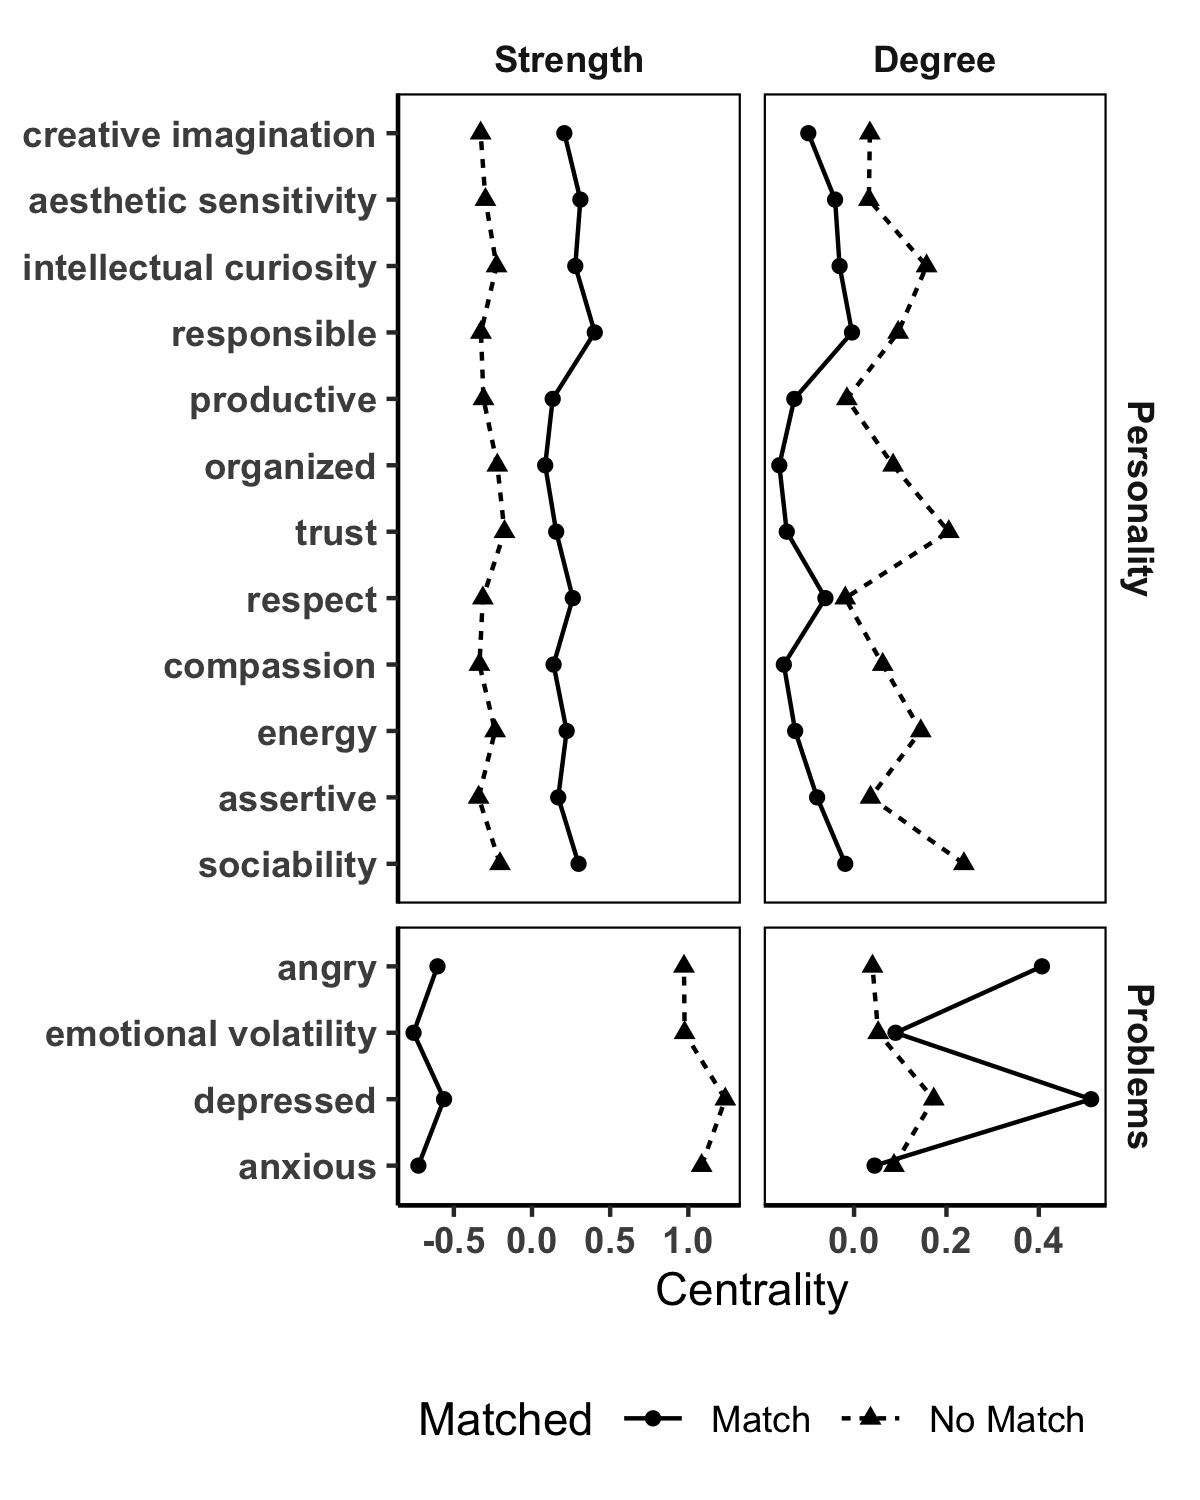 Strength Degree
creative imagination
aesthetic sensitivity
intellectual curiosity
responsible
productive
organized
trust
respect
compassion
energy
assertive
sociability
Personality
angry
emotional volatility
depressed
anxious
Problems
-0.5 0.0 0.5 1.0 0.0 0.2 0.4
Centrality
Matched Match No Match